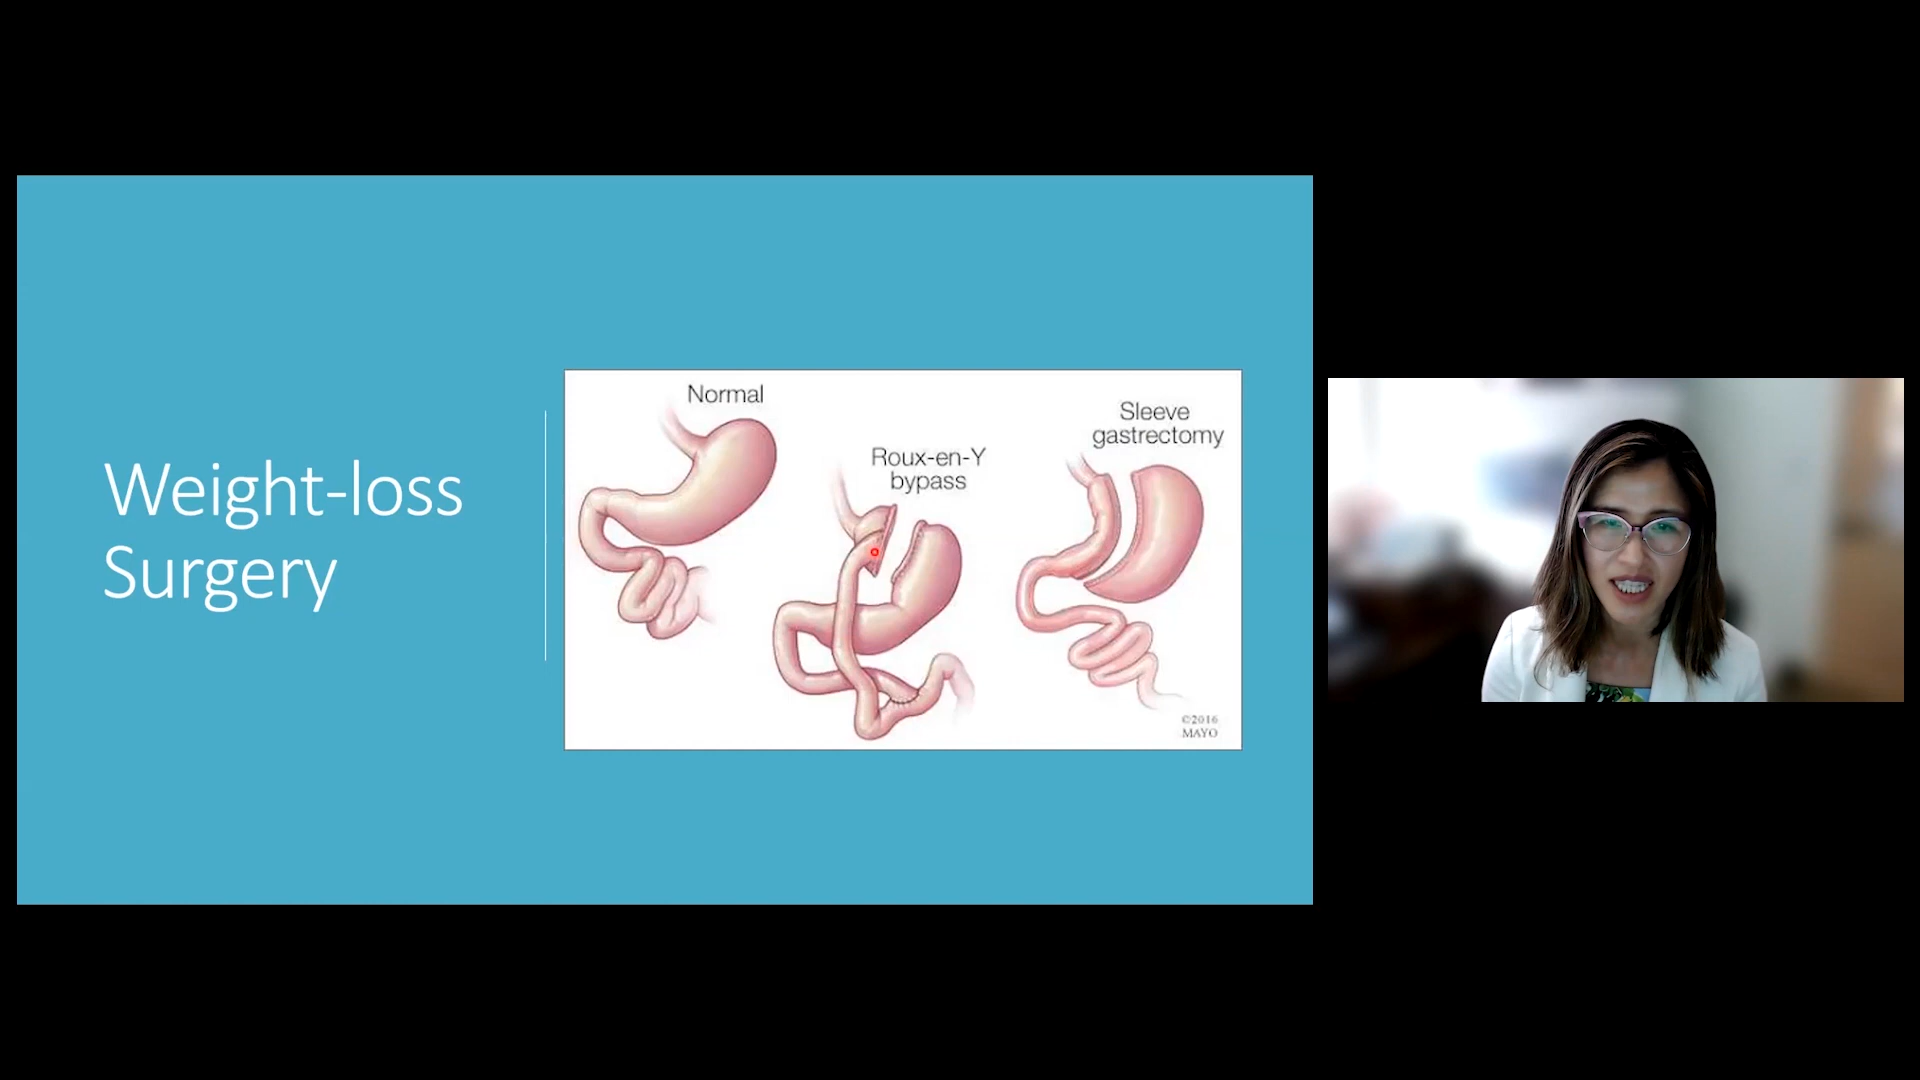 Weight-loss
Surgery
Normal
Roux-en-Y
bypass
Sleeve
gastrectomy
©2016
MAYO